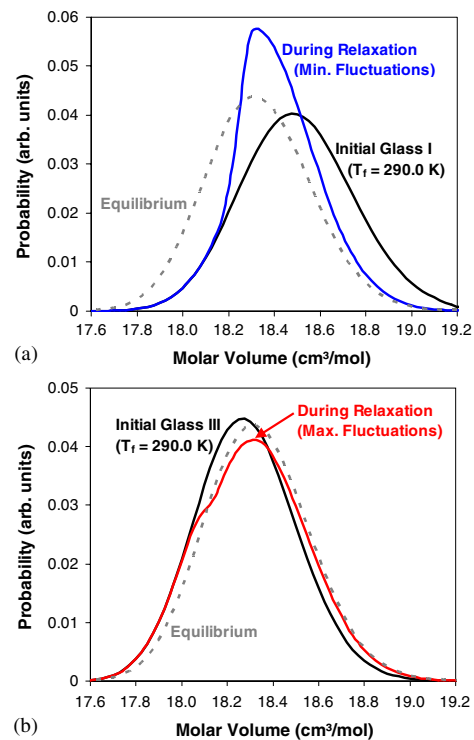 0.06
0.05
0.04
0.03
0.02
0.01
0
Probability (arb. units)
During Relaxation
(Min. Fluctuations)
Initial Glass I
(Tf = 290.0 K)
Equilibrium
17.6 17.8 18.0 18.2 18.4 18.6 18.8 19.0 19.2
(a)
Molar Volume (cm³/mol)
0.05
0.04
0.03
0.02
0.01
0
Probability (arb. units)
Initial Glass III
(Tf = 290.0 K)
During Relaxation
(Max. Fluctuations)
Equilibrium
17.6 17.8 18.0 18.2 18.4 18.6 18.8 19.0 19.2
(b)
Molar Volume (cm³/mol)